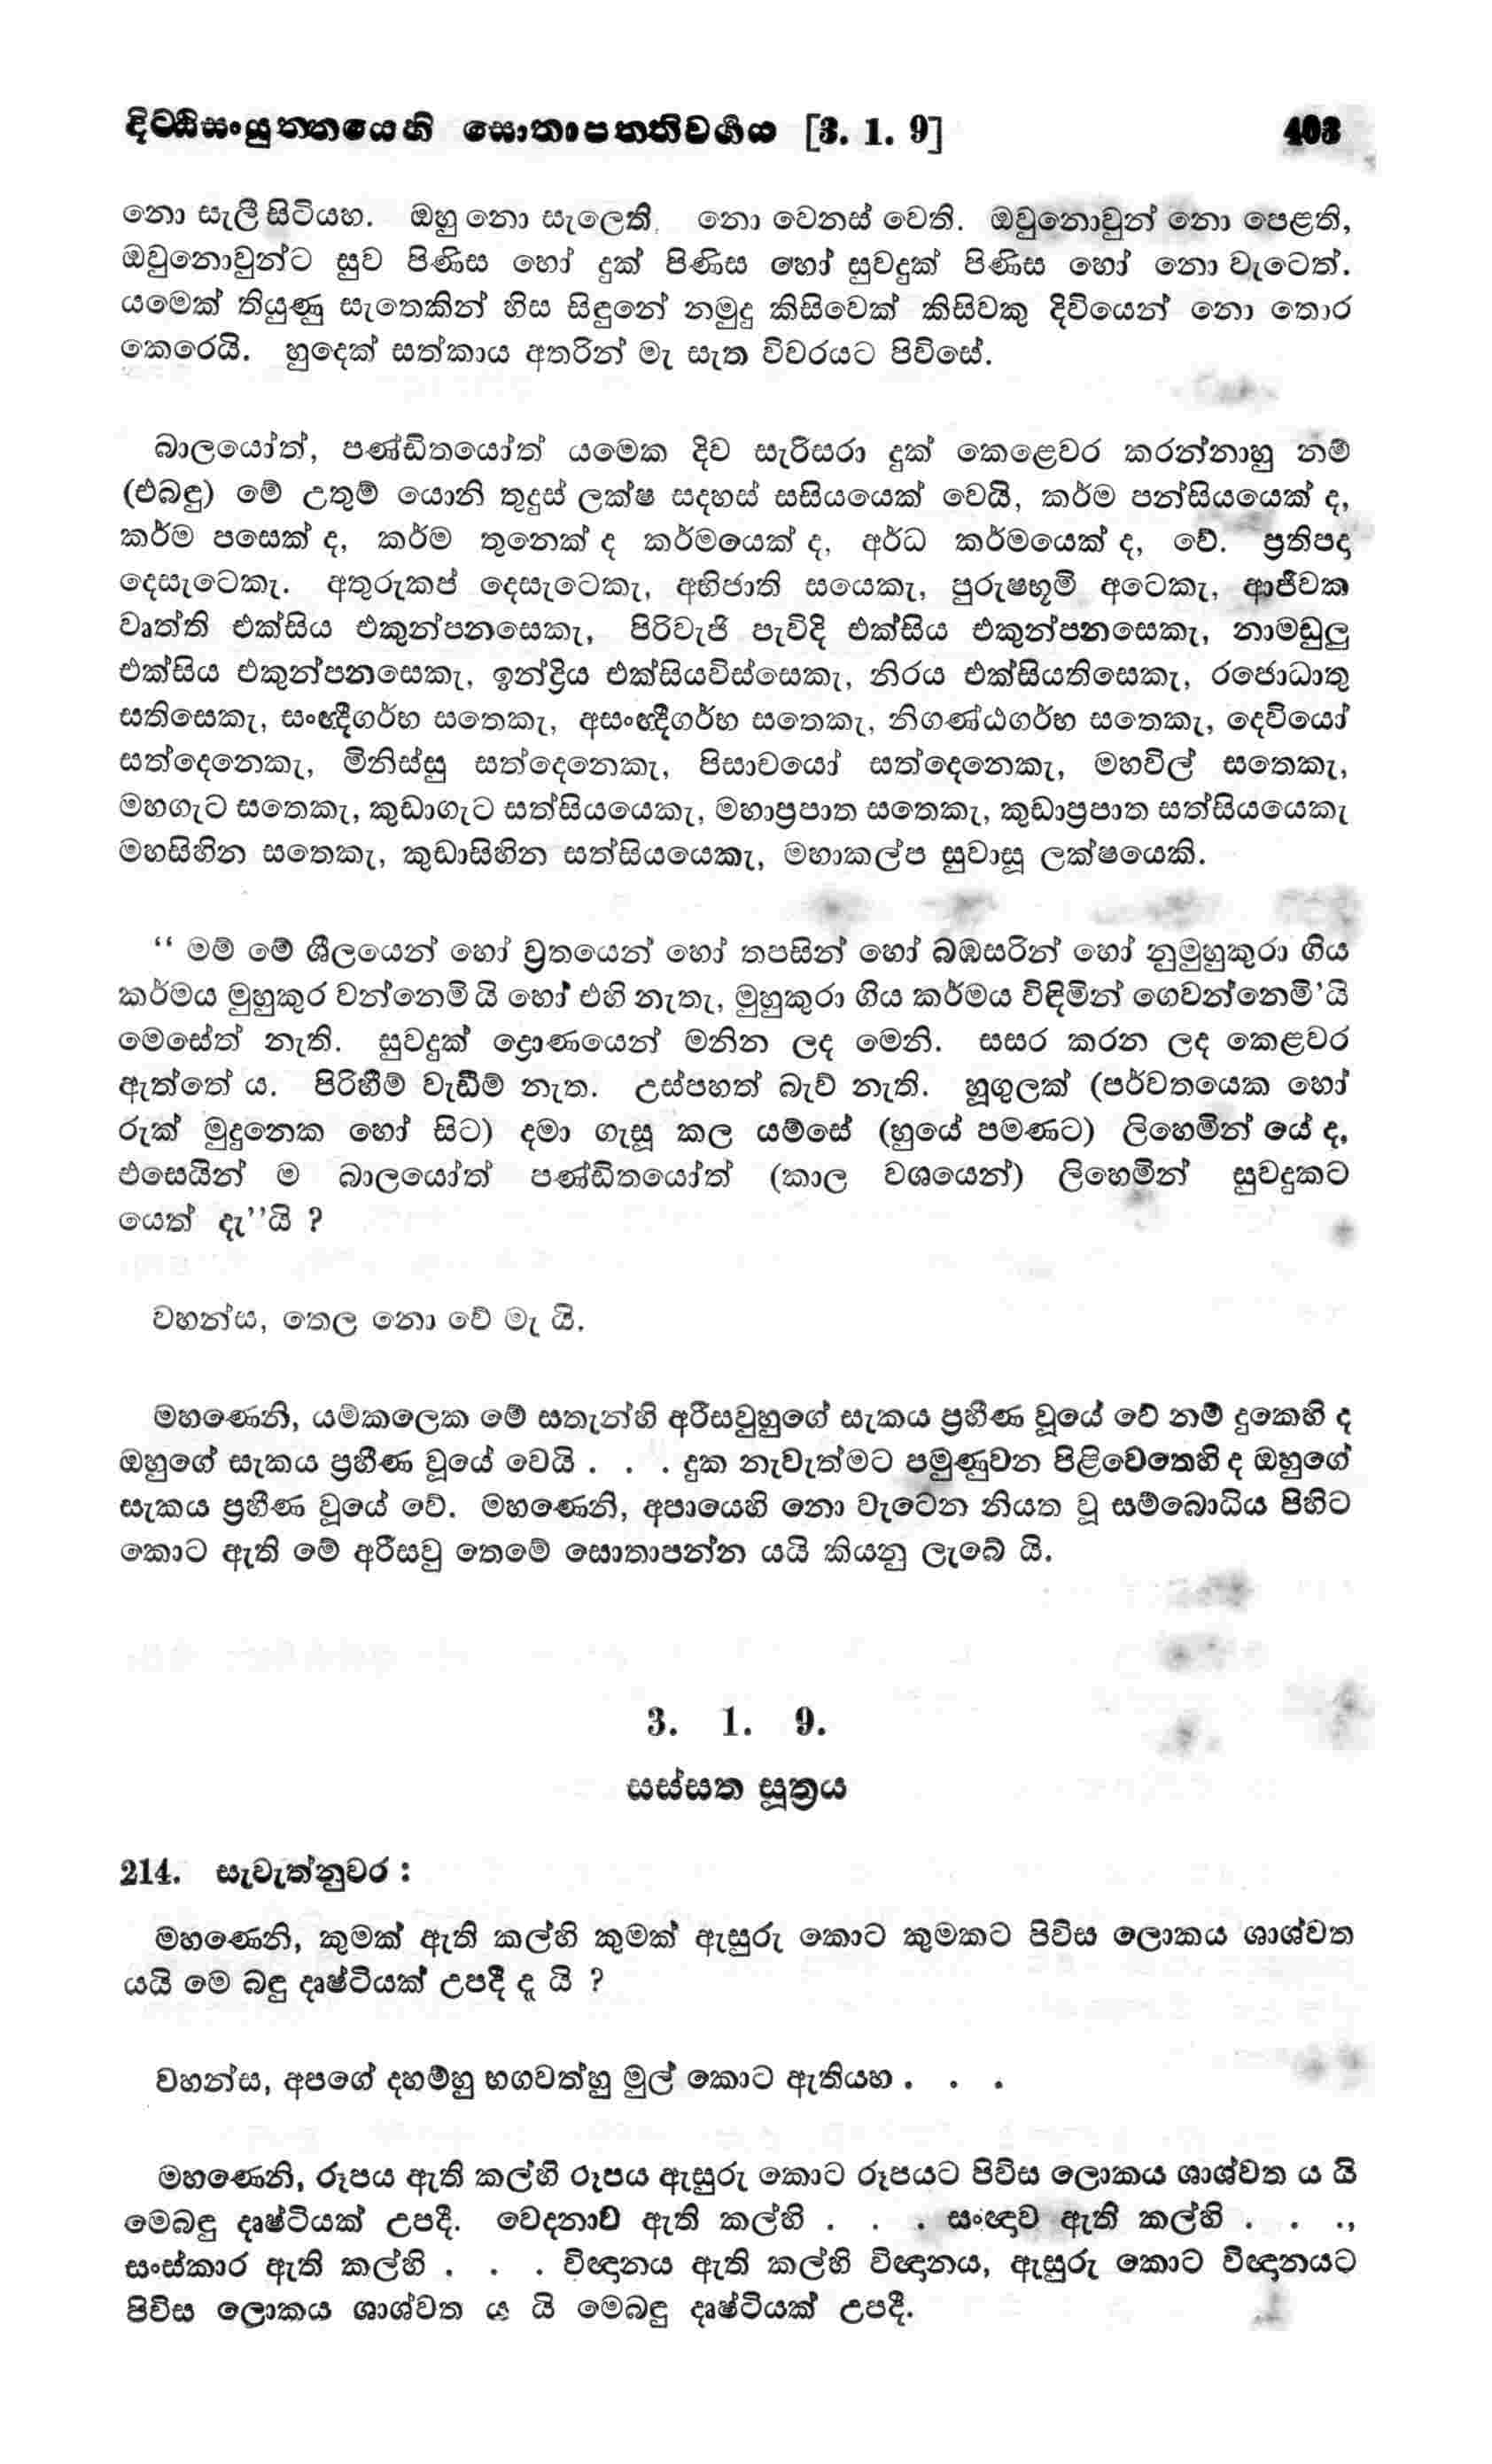 දිට්ඨිසංයුත්තයෙහි සොතාපත්තිවර්ගය [3. 1. 9] 403
නො සැලී සිටියහ. ඔහු නො සැලෙති. නො වෙනස් වෙති. ඔවුනොවුන් නො පෙළති,
ඔවුනොවුන්ට සුව පිණිස හෝ දුක් පිණිස හෝ සුවදුක් පිණිස හෝ නො වැටෙත්.
යමෙක් තියුණු සැතෙකින් හිස සිඳුනේ නමුදු කිසිවෙක් කිසිවකු දිවියෙන් නො තොර
කෙරෙයි. හුදෙක් සත්කාය අතරින් මැ සැත විවරයට පිවිසේ.
බාලයෝත්, පණ්ඩිතයෝත් යමෙක දිව සැරිසරා දුක් කෙළෙවර කරන්නාහු නම්
(එබඳු) මේ උතුම් යොනි තුදුස් ලක්ෂ සදහස් සසියයෙක් වෙයි, කර්ම පන්සියයෙක් ද,
කර්ම පසෙක් ද, කර්ම තුනෙක් ද කර්මයෙක් ද, අර්ධ කර්මයෙක් ද, වේ. ප්‍රතිපදා
දෙසැටෙකැ. අතුරුකප් දෙසැටෙකැ, අභිජාති සයෙකැ, පුරුෂභූමි අටෙකැ, ආජීවක
වෘත්ති එක්සිය එකුන්පනසෙකැ, පිරිවැජි පැවිදි එක්සිය එකුන්පනසෙකැ, නාමඬුලු
එක්සිය එකුන්පනසෙකැ, ඉන්ද්‍රිය එක්සියවිස්සෙකැ, නිරය එක්සියතිසෙකැ, රජොධාතු
සතිසෙකැ, සංඥීගර්භ සතෙකැ, අසංඥීගර්භ සතෙකැ, නිගණ්ඨගර්භ සතෙකැ, දෙවියෝ
සත්දෙනෙකැ, මිනිස්සු සත්දෙනෙකැ, පිසාචයෝ සත්දෙනෙකැ, මහවිල් සතෙකැ,
මහගැට සතෙකැ, කුඩාගැට සත්සියයෙකැ, මහාප්‍රපාත සතෙකැ, කුඩාප්‍රපාත සත්සියයෙකැ
මහසිහින සතෙකැ, කුඩාසිහින සත්සියයෙකැ, මහාකල්ප සුවාසූ ලක්ෂයෙකි.
“ මම් මේ ශීලයෙන් හෝ ව්‍රතයෙන් හෝ තපසින් හෝ බඹසරින් හෝ නුමුහුකුරා ගිය
කර්මය මුහුකුර වන්නෙමි යි හෝ එහි නැතැ, මුහුකුරා ගිය කර්මය විඳිමින් ගෙවන්නෙමි’යි
මෙසේත් නැති. සුවදුක් ද්‍රොණයෙන් මනින ලද මෙනි. සසර කරන ලද කෙළවර
ඇත්තේ ය. පිරිහීම් වැඩීම් නැත. උස්පහත් බැව් නැති. හූගුලක් (පර්වතයෙක හෝ
රුක් මුදුනෙක හෝ සිට) දමා ගැසූ කල යම්සේ (හුයේ පමණට) ලිහෙමින් යේ ද,
එසෙයින් ම බාලයෝත් පණ්ඩිතයෝත් (කාල වශයෙන්) ලිහෙමින් සුවදුකට
යෙත් දැ’’යි ?
වහන්ස, තෙල නො වේ මැ යි.
මහණෙනි, යම්කලෙක මේ සතැන්හි අරීසවුහුගේ සැකය ප්‍රහීණ වූයේ වේ නම් දුකෙහි ද
ඔහුගේ සැකය ප්‍රහීණ වූයේ වෙයි . . . දුක නැවැත්මට පමුණුවන පිළිවෙතෙහි ද ඔහුගේ
සැකය ප්‍රහීණ වූයේ වේ. මහණෙනි, අපායෙහි නො වැටෙන නියත වූ සම්බොධිය පිහිට
කොට ඇති මේ අරීසවු තෙමේ සොතාපන්න යයි කියනු ලැබේ යි.
3. 1. 9.
සස්සත සූත්‍රය
214. සැවැත්නුවර :
මහණෙනි, කුමක් ඇති කල්හි කුමක් ඇසුරු කොට කුමකට පිවිස ලොකය ශාශ්වත
යයි මෙ බඳු දෘෂ්ටියක් උපදී දැ යි ?
වහන්ස, අපගේ දහම්හු භගවත්හු මුල් කොට ඇතියහ . . .
මහණෙනි, රූපය ඇති කල්හි රූපය ඇසුරු කොට රූපයට පිවිස ලොකය ශාශ්වත ය යි
මෙබඳු දෘෂ්ටියක් උපදී. වෙදනාව ඇති කල්හි . . . සංඥාව ඇති කල්හි . . .,
සංස්කාර ඇති කල්හි . . . විඥානය ඇති කල්හි විඥානය, ඇසුරු කොට විඥානයට
පිවිස ලොකය ශාශ්වත ය යි මෙබඳු දෘෂ්ටියක් උපදී.